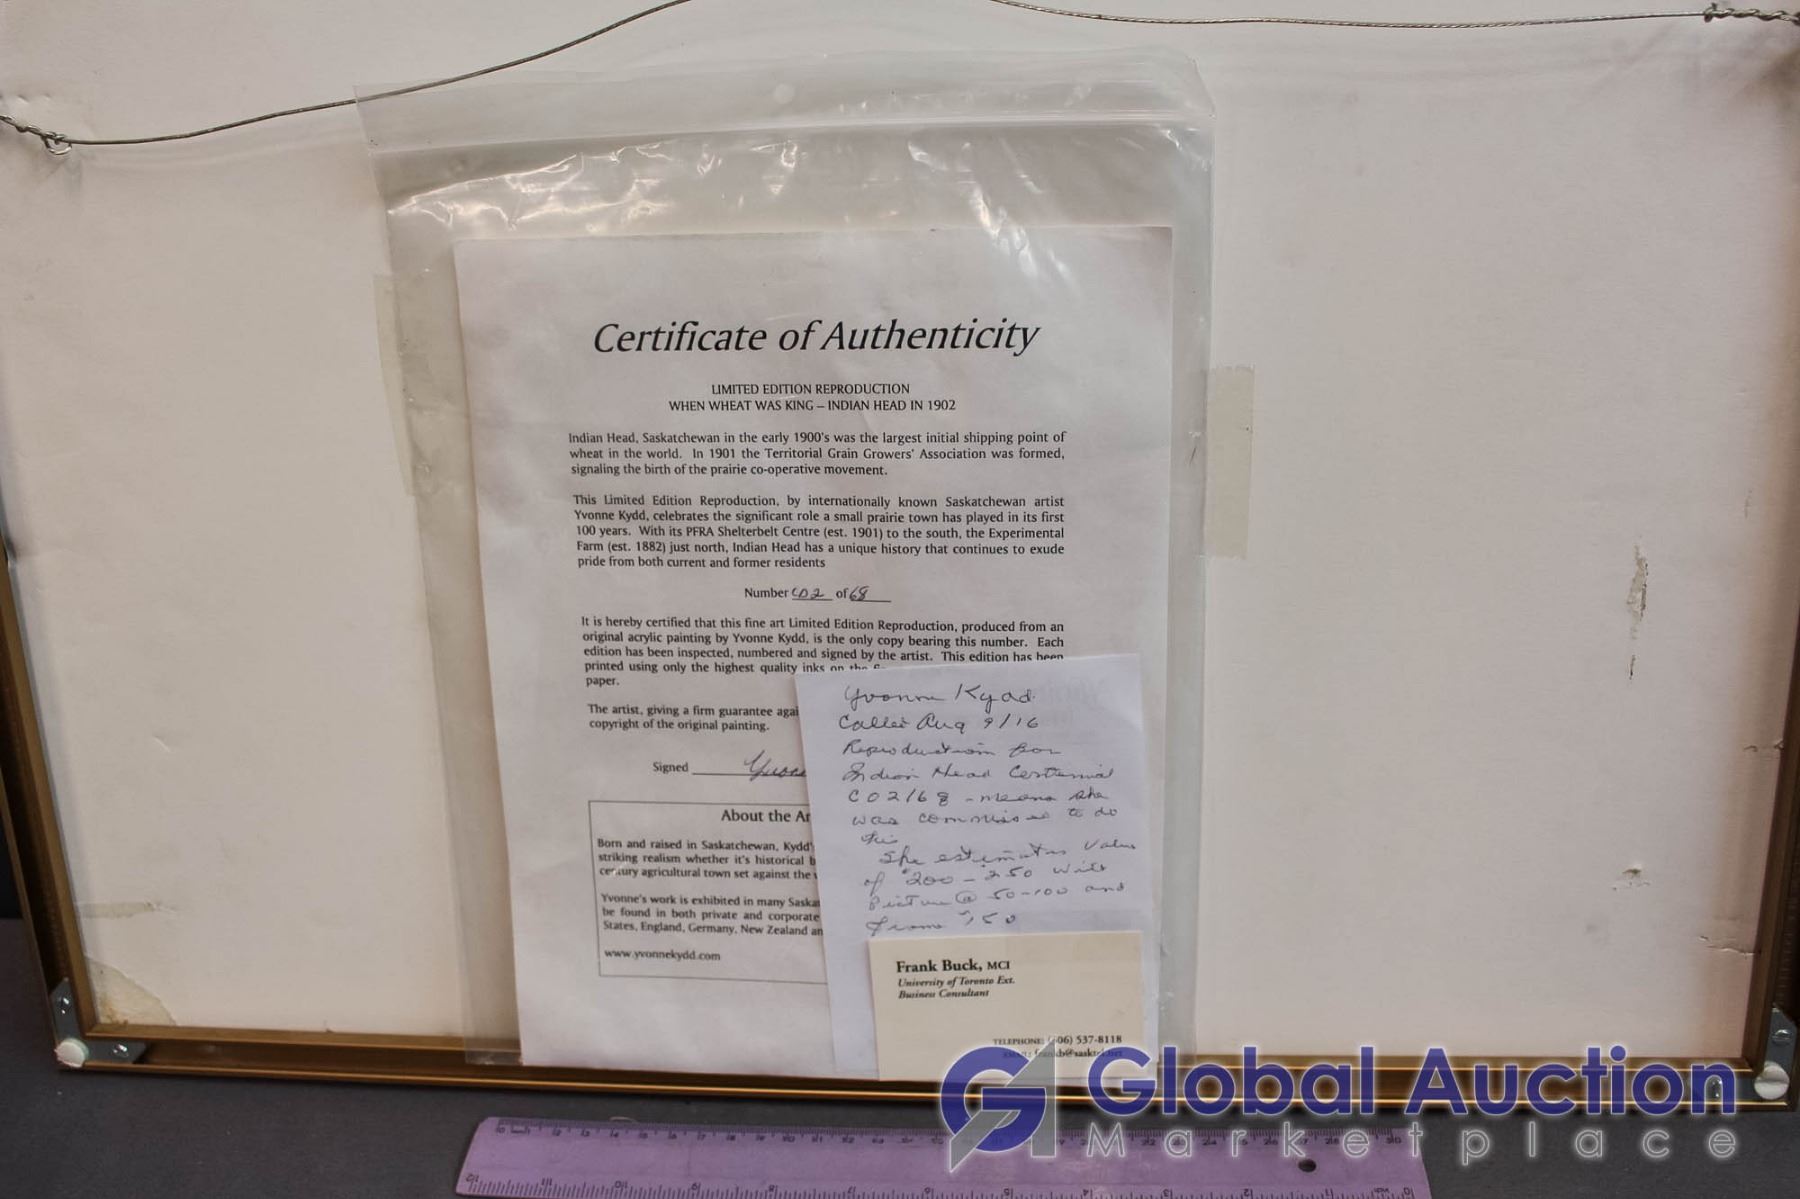 Certificate of Authenticity
LIMITED EDITION REPRODUCTION
WHEN WHEAT WAS KING – INDIAN HEAD IN 1902
Indian Head, Saskatchewan in the early 1900's was the largest initial shipping point of
wheat in the world. In 1901 the Territorial Grain Growers' Association was formed,
signaling the birth of the prairie co-operative movement.
This Limited Edition Reproduction, by internationally known Saskatchewan artist
Yvonne Kydd, celebrates the significant role a small prairie town has played in its first
100 years. With its PFRA Shelterbelt Centre (est. 1901) to the south, the Experimental
Farm (est. 1882) just north, Indian Head has a unique history that continues to exude
pride from both current and former residents
Number CO2 of 68
It is hereby certified that this fine art Limited Edition Reproduction, produced from an
original acrylic painting by Yvonne Kydd, is the only copy bearing this number. Each
edition has been inspected, numbered and signed by the artist. This edition has been
printed using only the highest quality inks on the
paper.
The artist, giving a firm guarantee agai
copyright of the original painting.
Signed
About the Ar
Born and raised in Saskatchewan, Kydd'
striking realism whether it's historical b
century agricultural town set against the
Yvonne's work is exhibited in many Saska
be found in both private and corporate
States, England, Germany, New Zealand an
www.yvonnekydd.com
Yvonne Kydd
Called Aug 9/16
Reproduction for
Indian Head Centennial
CO2/68 - means she
was commissioned to do
this
She estimates value
of $200 - 250 with
Picture @ 50-100 and
Frame 150
Frank Buck, MCI
University of Toronto Ext.
Business Consultant
TELEPHONE: (306) 537-8118
frankb@sasktel.net
Global Auction
Marketplace